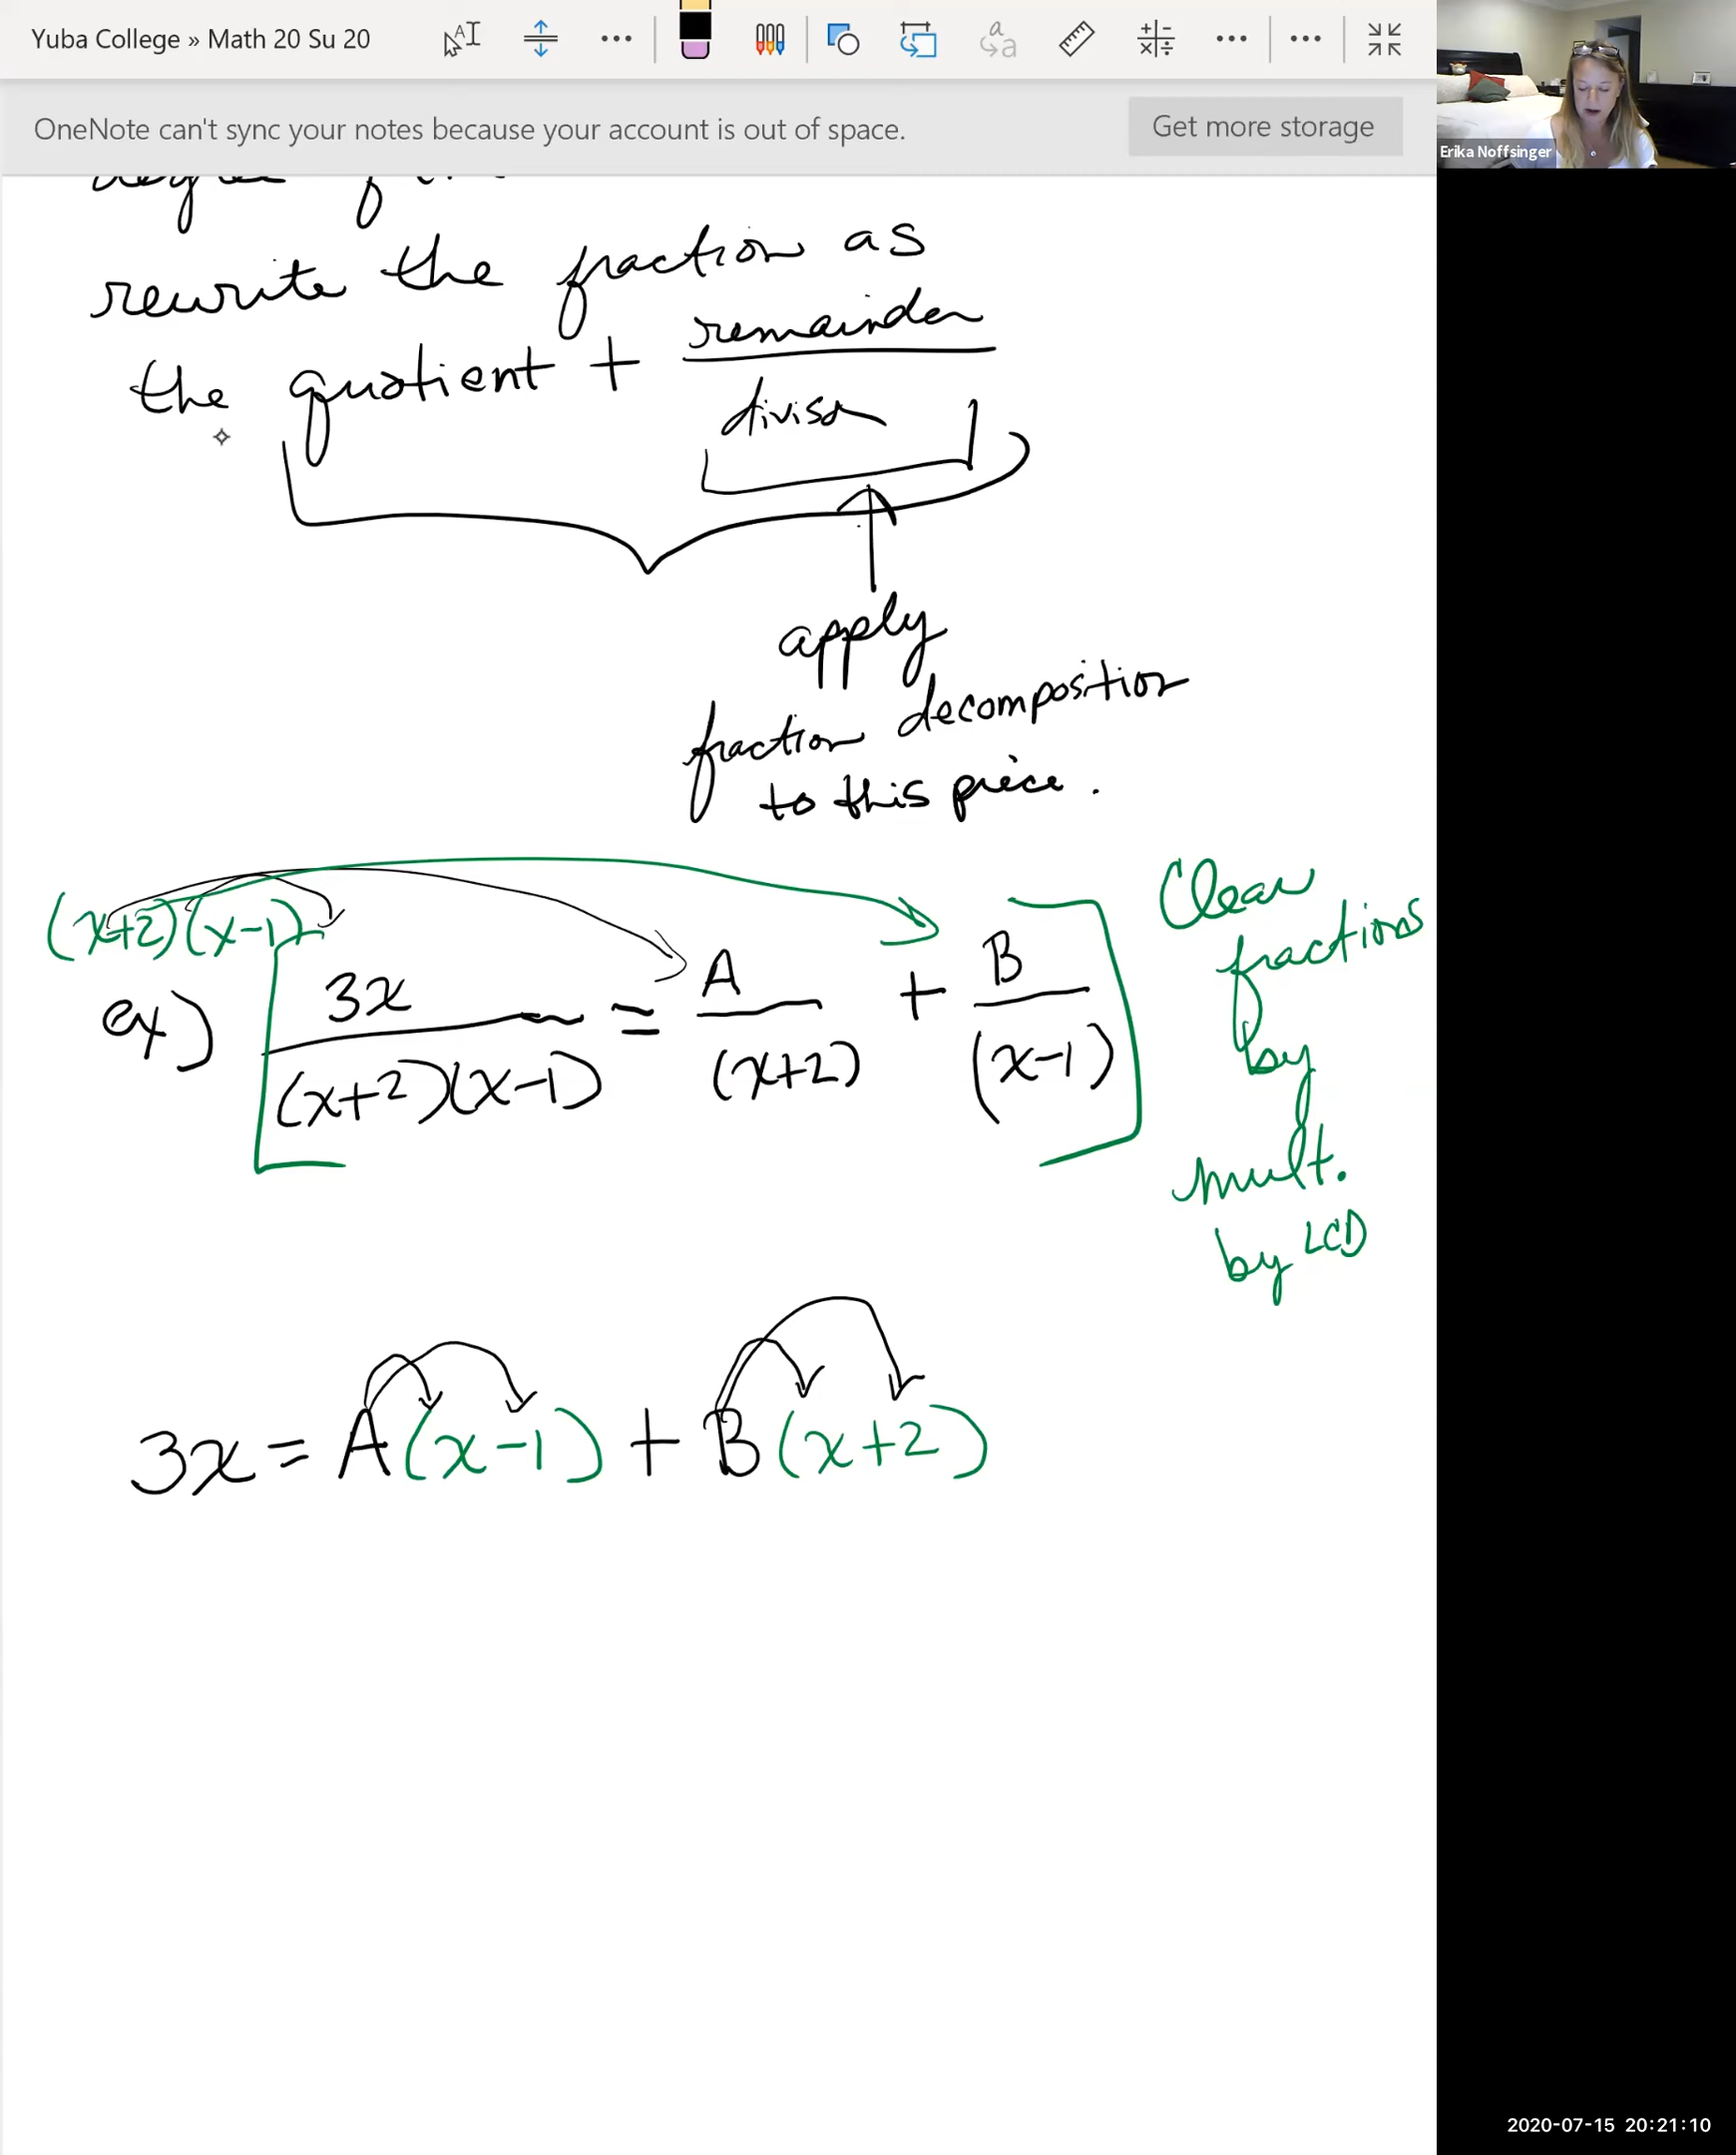 Yuba College » Math 20 Su 20
OneNote can't sync your notes because your account is out of space.
Get more storage
Erika Noffsinger
rewrite the fraction as
the quotient + remainder
divisor
apply
fraction decomposition
to this piece.
(x+2)(x-1)
ex) 3x / (x+2)(x-1) = A / (x+2) + B / (x-1)
Clear
fractions
by
mult.
by LCD
3x = A(x-1) + B(x+2)
2020-07-15 20:21:10